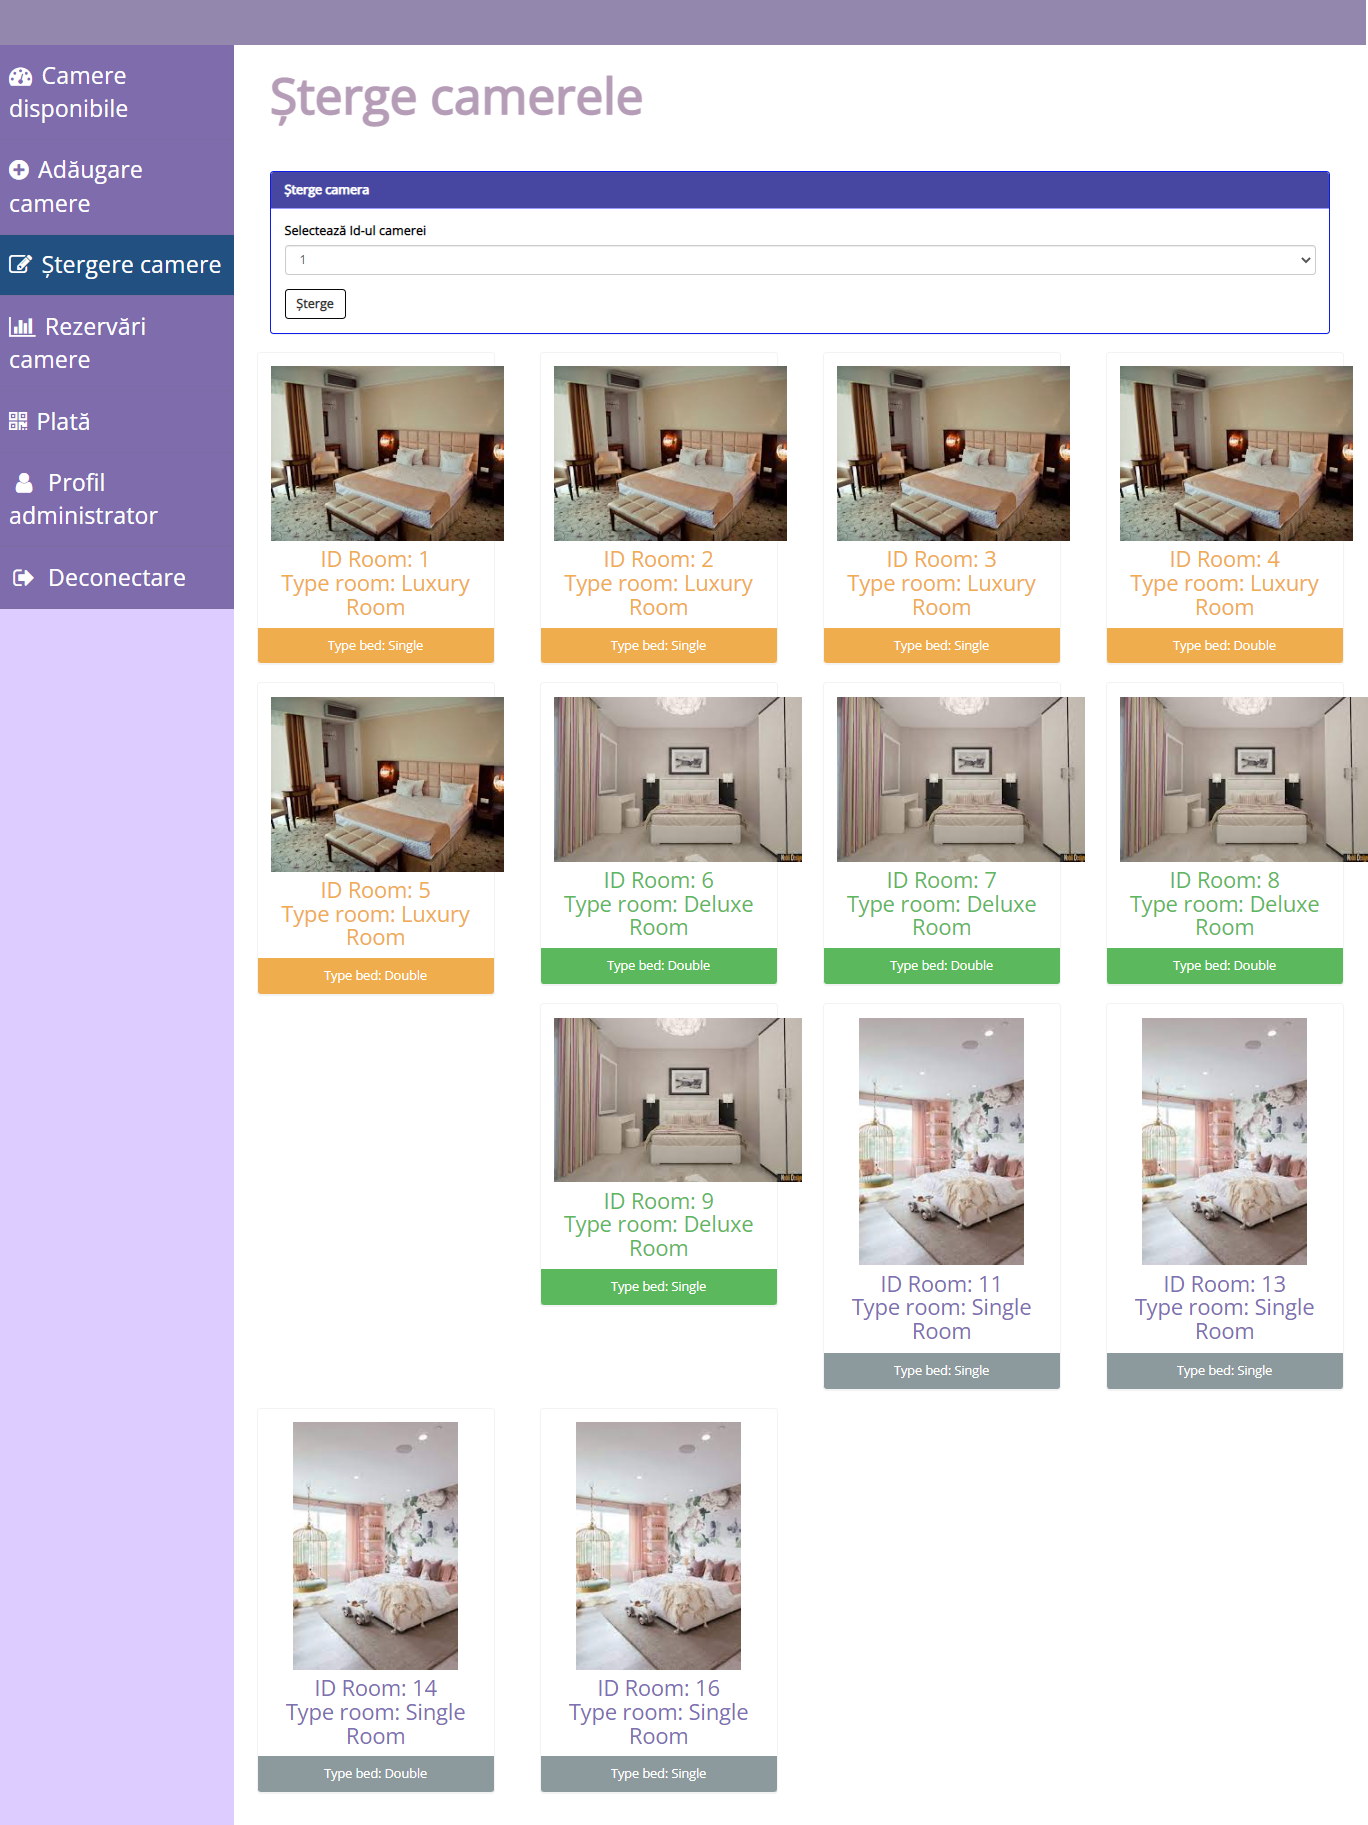 Camere
disponibile
Adăugare
camere
Ștergere camere
Rezervări
camere
Plată
Profil
administrator
Deconectare
Șterge camerele
Șterge camera
Selectează Id-ul camerei
1
Șterge
ID Room: 1
Type room: Luxury
Room
Type bed: Single
ID Room: 2
Type room: Luxury
Room
Type bed: Single
ID Room: 3
Type room: Luxury
Room
Type bed: Single
ID Room: 4
Type room: Luxury
Room
Type bed: Double
ID Room: 5
Type room: Luxury
Room
Type bed: Double
ID Room: 6
Type room: Deluxe
Room
Type bed: Double
ID Room: 7
Type room: Deluxe
Room
Type bed: Double
ID Room: 8
Type room: Deluxe
Room
Type bed: Double
ID Room: 9
Type room: Deluxe
Room
Type bed: Single
ID Room: 11
Type room: Single
Room
Type bed: Single
ID Room: 13
Type room: Single
Room
Type bed: Single
ID Room: 14
Type room: Single
Room
Type bed: Double
ID Room: 16
Type room: Single
Room
Type bed: Single